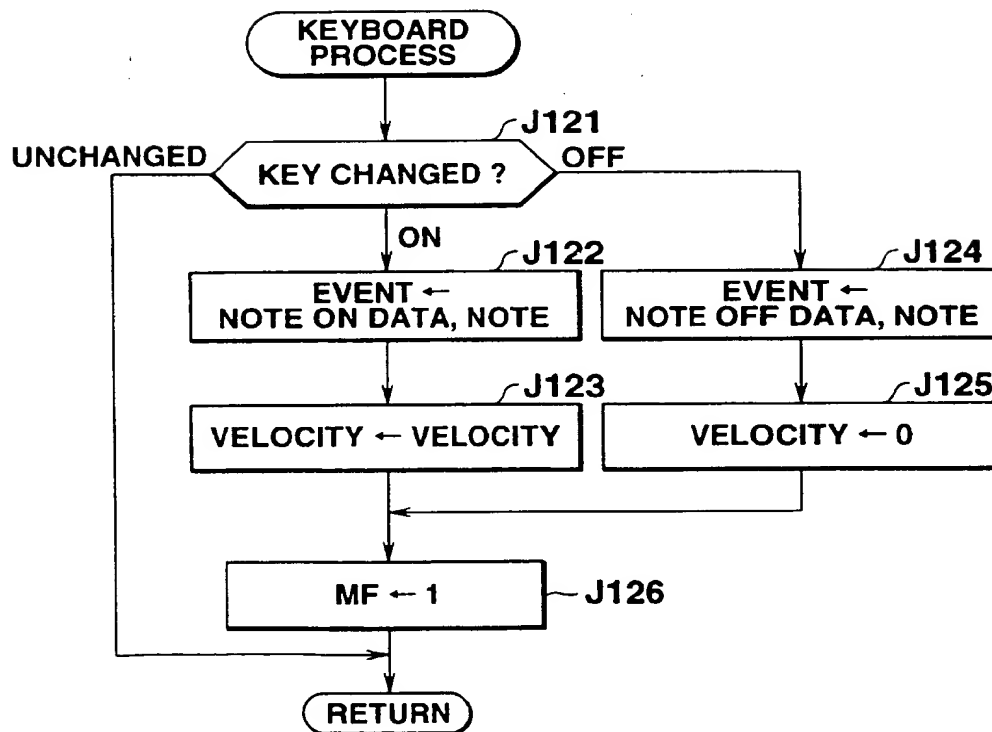 KEYBOARD
PROCESS
J121
UNCHANGED
KEY CHANGED ?
OFF
ON
J122
EVENT ←
NOTE ON DATA, NOTE
J124
EVENT ←
NOTE OFF DATA, NOTE
J123
VELOCITY ← VELOCITY
J125
VELOCITY ← 0
MF ← 1
J126
RETURN